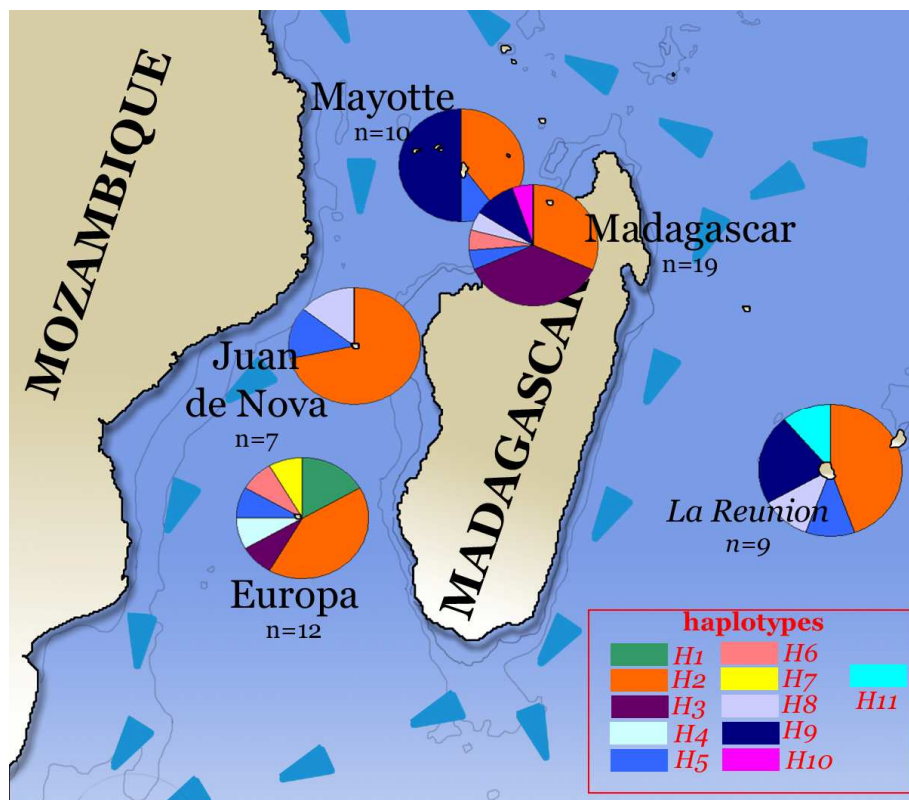 MOZAMBIQUE
Mayotte
n=10
Madagascar
n=19
MADAGASCAR
Juan
de Nova
n=7
La Reunion
n=9
Europa
n=12
haplotypes
H1
H2
H3
H4
H5
H6
H7
H8
H9
H10
H11